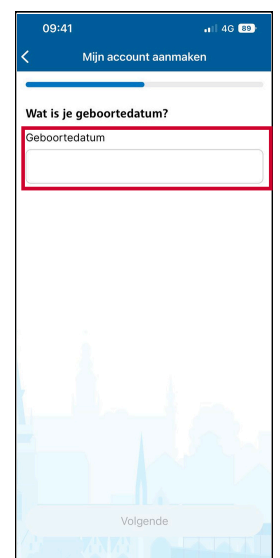 09:41 4G 89
Mijn account aanmaken
Wat is je geboortedatum?
Geboortedatum
Volgende